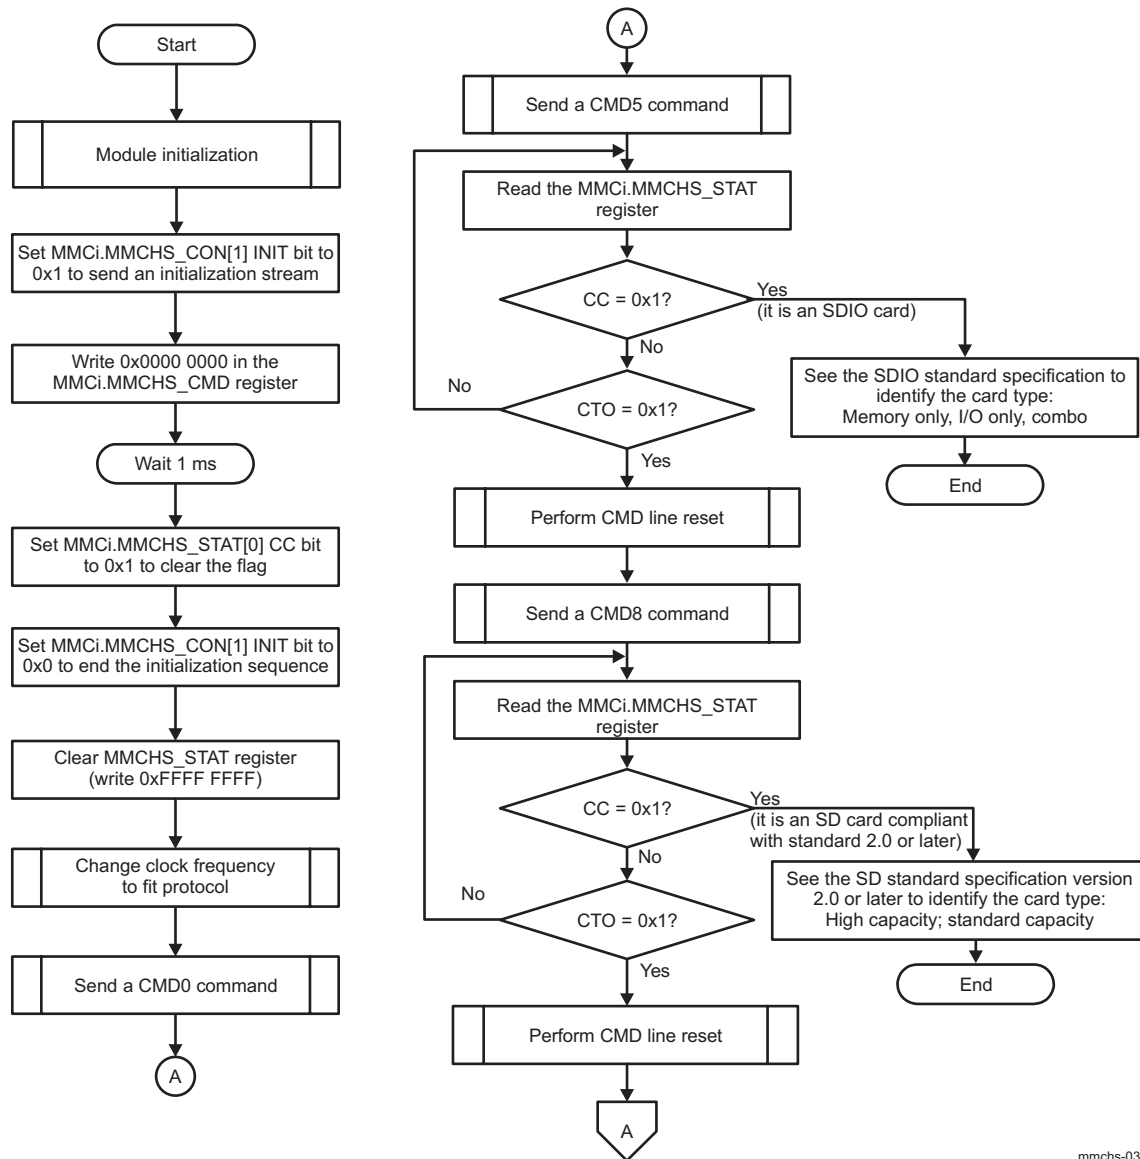 Start
Module initialization
Set MMCi.MMCHS_CON[1] INIT bit to
0x1 to send an initialization stream
Write 0x0000 0000 in the
MMCi.MMCHS_CMD register
Wait 1 ms
Set MMCi.MMCHS_STAT[0] CC bit
to 0x1 to clear the flag
Set MMCi.MMCHS_CON[1] INIT bit to
0x0 to end the initialization sequence
Clear MMCHS_STAT register
(write 0xFFFF FFFF)
Change clock frequency
to fit protocol
Send a CMD0 command
A
A
Send a CMD5 command
Read the MMCi.MMCHS_STAT
register
CC = 0x1?
Yes
(it is an SDIO card)
No
See the SDIO standard specification to
identify the card type:
Memory only, I/O only, combo
End
No
CTO = 0x1?
Yes
Perform CMD line reset
Send a CMD8 command
Read the MMCi.MMCHS_STAT
register
CC = 0x1?
Yes
(it is an SD card compliant
with standard 2.0 or later)
No
See the SD standard specification version
2.0 or later to identify the card type:
High capacity; standard capacity
End
No
CTO = 0x1?
Yes
Perform CMD line reset
A
mmchs-03